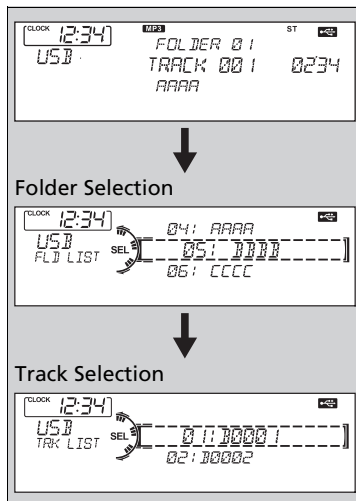 CLOCK 12:34 MP3 ST
USB FOLDER 01
TRACK 001 02'34
AAAA
Folder Selection
CLOCK 12:34
USB 04: AAAA
FLD LIST SEL 05: BBBB
06: CCCC
Track Selection
CLOCK 12:34
USB
TRK LIST SEL 01: B0001
02: B0002